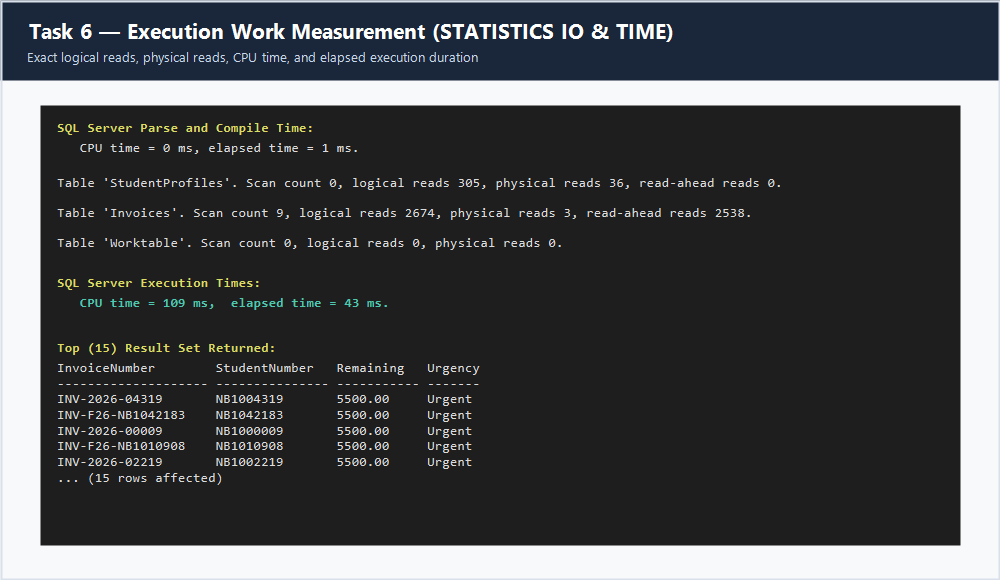 Task 6 — Execution Work Measurement (STATISTICS IO & TIME)
Exact logical reads, physical reads, CPU time, and elapsed execution duration
SQL Server Parse and Compile Time:
   CPU time = 0 ms, elapsed time = 1 ms.
Table 'StudentProfiles'. Scan count 0, logical reads 305, physical reads 36, read-ahead reads 0.
Table 'Invoices'. Scan count 9, logical reads 2674, physical reads 3, read-ahead reads 2538.
Table 'Worktable'. Scan count 0, logical reads 0, physical reads 0.
SQL Server Execution Times:
   CPU time = 109 ms,  elapsed time = 43 ms.
Top (15) Result Set Returned:
InvoiceNumber        StudentNumber   Remaining   Urgency
-------------------- --------------- ----------- -------
INV-2026-04319       NB1004319       5500.00     Urgent
INV-F26-NB1042183    NB1042183       5500.00     Urgent
INV-2026-00009       NB1000009       5500.00     Urgent
INV-F26-NB1010908    NB1010908       5500.00     Urgent
INV-2026-02219       NB1002219       5500.00     Urgent
... (15 rows affected)